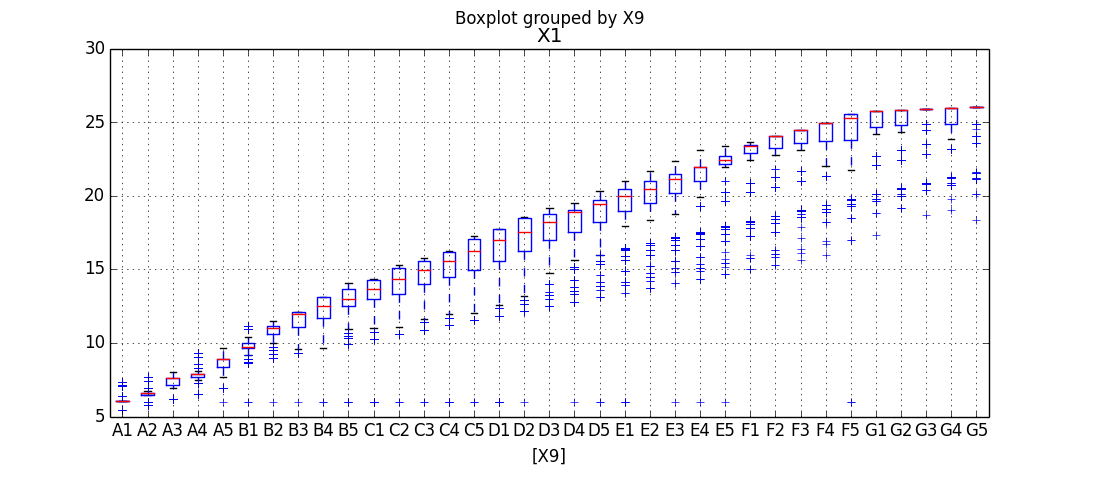 Boxplot grouped by X9
X1
30
25
20
15
10
5
A1 A2 A3 A4 A5 B1 B2 B3 B4 B5 C1 C2 C3 C4 C5 D1 D2 D3 D4 D5 E1 E2 E3 E4 E5 F1 F2 F3 F4 F5 G1 G2 G3 G4 G5
[X9]